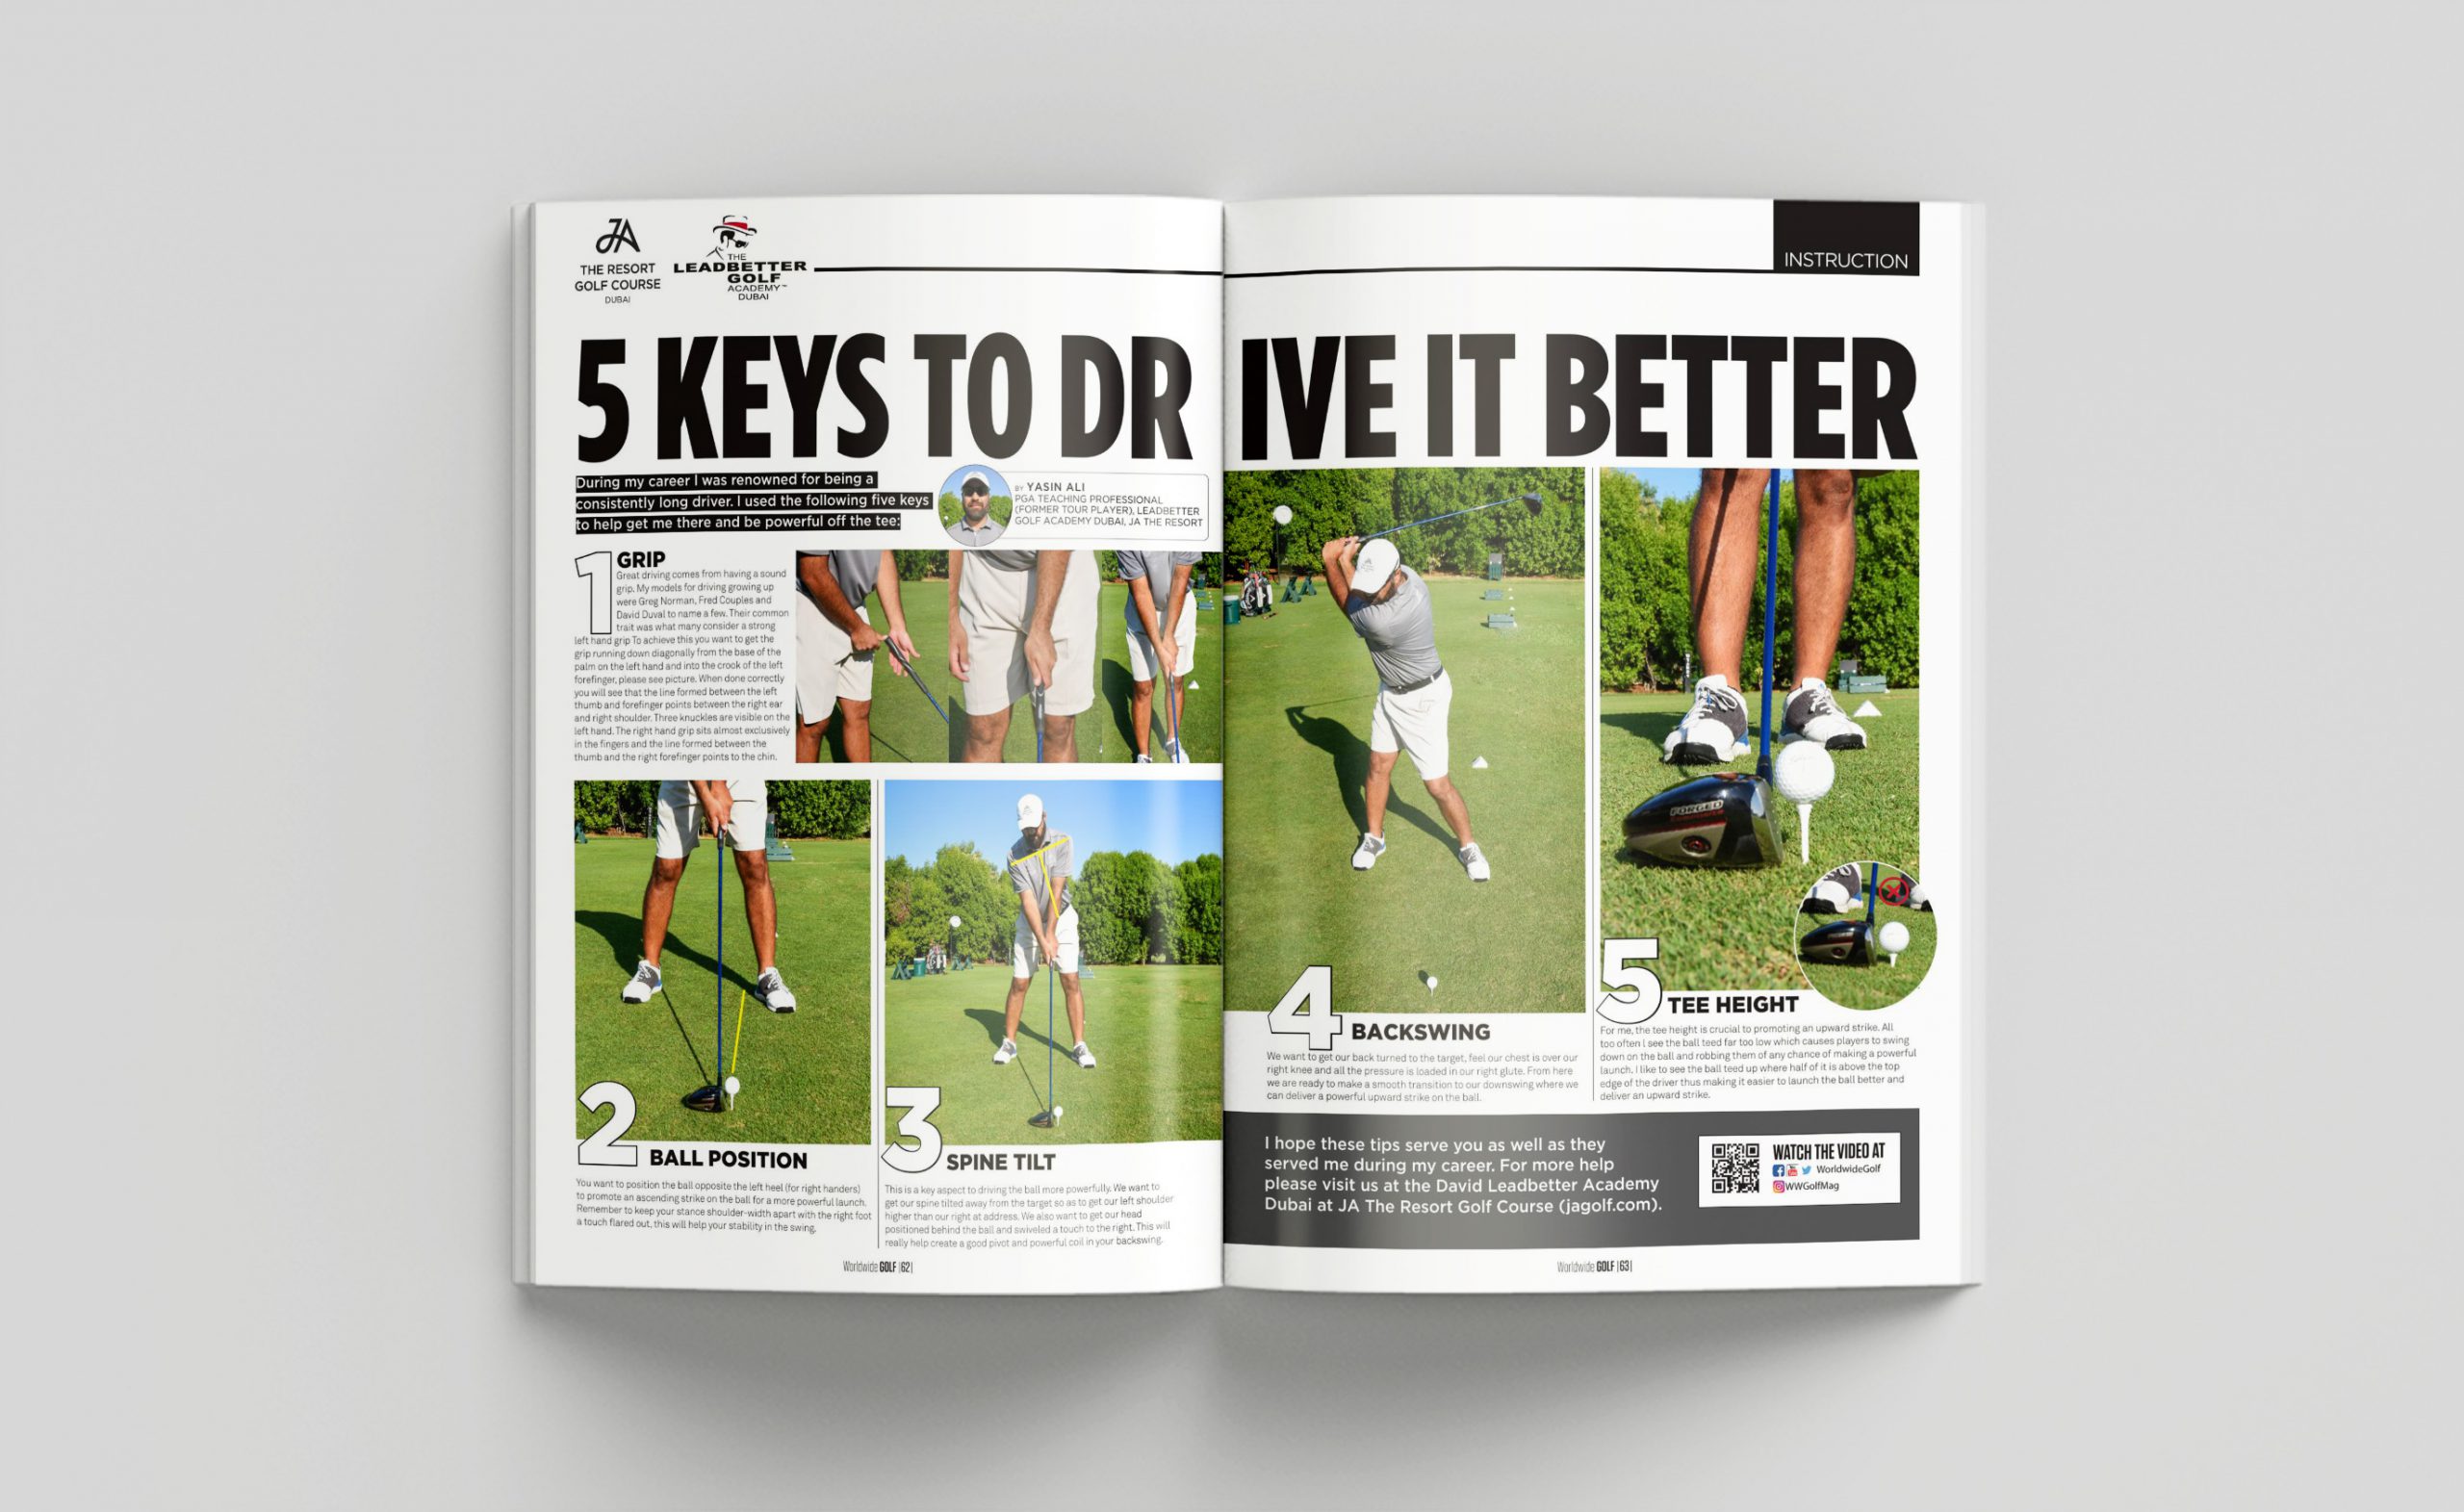 JA
THE RESORT
GOLF COURSE
DUBAI
THE
LEADBETTER
GOLF
ACADEMY™
DUBAI
INSTRUCTION
5 KEYS TO DRIVE IT BETTER
During my career I was renowned for being a
consistently long driver. I used the following five keys
to help get me there and be powerful off the tee:
BY YASIN ALI
PGA TEACHING PROFESSIONAL
(FORMER TOUR PLAYER), LEADBETTER
GOLF ACADEMY DUBAI, JA THE RESORT
1
GRIP
Great driving comes from having a sound
grip. My models for driving growing up
were Greg Norman, Fred Couples and
David Duval to name a few. Their common
trait was what many consider a strong
left hand grip To achieve this you want to get the
grip running down diagonally from the base of the
palm on the left hand and into the crook of the left
forefinger, please see picture. When done correctly
you will see that the line formed between the left
thumb and forefinger points between the right ear
and right shoulder. Three knuckles are visible on the
left hand. The right hand grip sits almost exclusively
in the fingers and the line formed between the
thumb and the right forefinger points to the chin.
2
BALL POSITION
You want to position the ball opposite the left heel (for right handers)
to promote an ascending strike on the ball for a more powerful launch.
Remember to keep your stance shoulder-width apart with the right foot
a touch flared out, this will help your stability in the swing.
3
SPINE TILT
This is a key aspect to driving the ball more powerfully. We want to
get our spine tilted away from the target so as to get our left shoulder
higher than our right at address. We also want to get our head
positioned behind the ball and swiveled a touch to the right. This will
really help create a good pivot and powerful coil in your backswing.
Worldwide GOLF |62|
4
BACKSWING
We want to get our back turned to the target, feel our chest is over our
right knee and all the pressure is loaded in our right glute. From here
we are ready to make a smooth transition to our downswing where we
can deliver a powerful upward strike on the ball.
FORGED
5
TEE HEIGHT
For me, the tee height is crucial to promoting an upward strike. All
too often I see the ball teed far too low which causes players to swing
down on the ball and robbing them of any chance of making a powerful
launch. I like to see the ball teed up where half of it is above the top
edge of the driver thus making it easier to launch the ball better and
deliver an upward strike.
I hope these tips serve you as well as they
served me during my career. For more help
please visit us at the David Leadbetter Academy
Dubai at JA The Resort Golf Course (jagolf.com).
WATCH THE VIDEO AT
WorldwideGolf
@WWGolfMag
Worldwide GOLF |63|